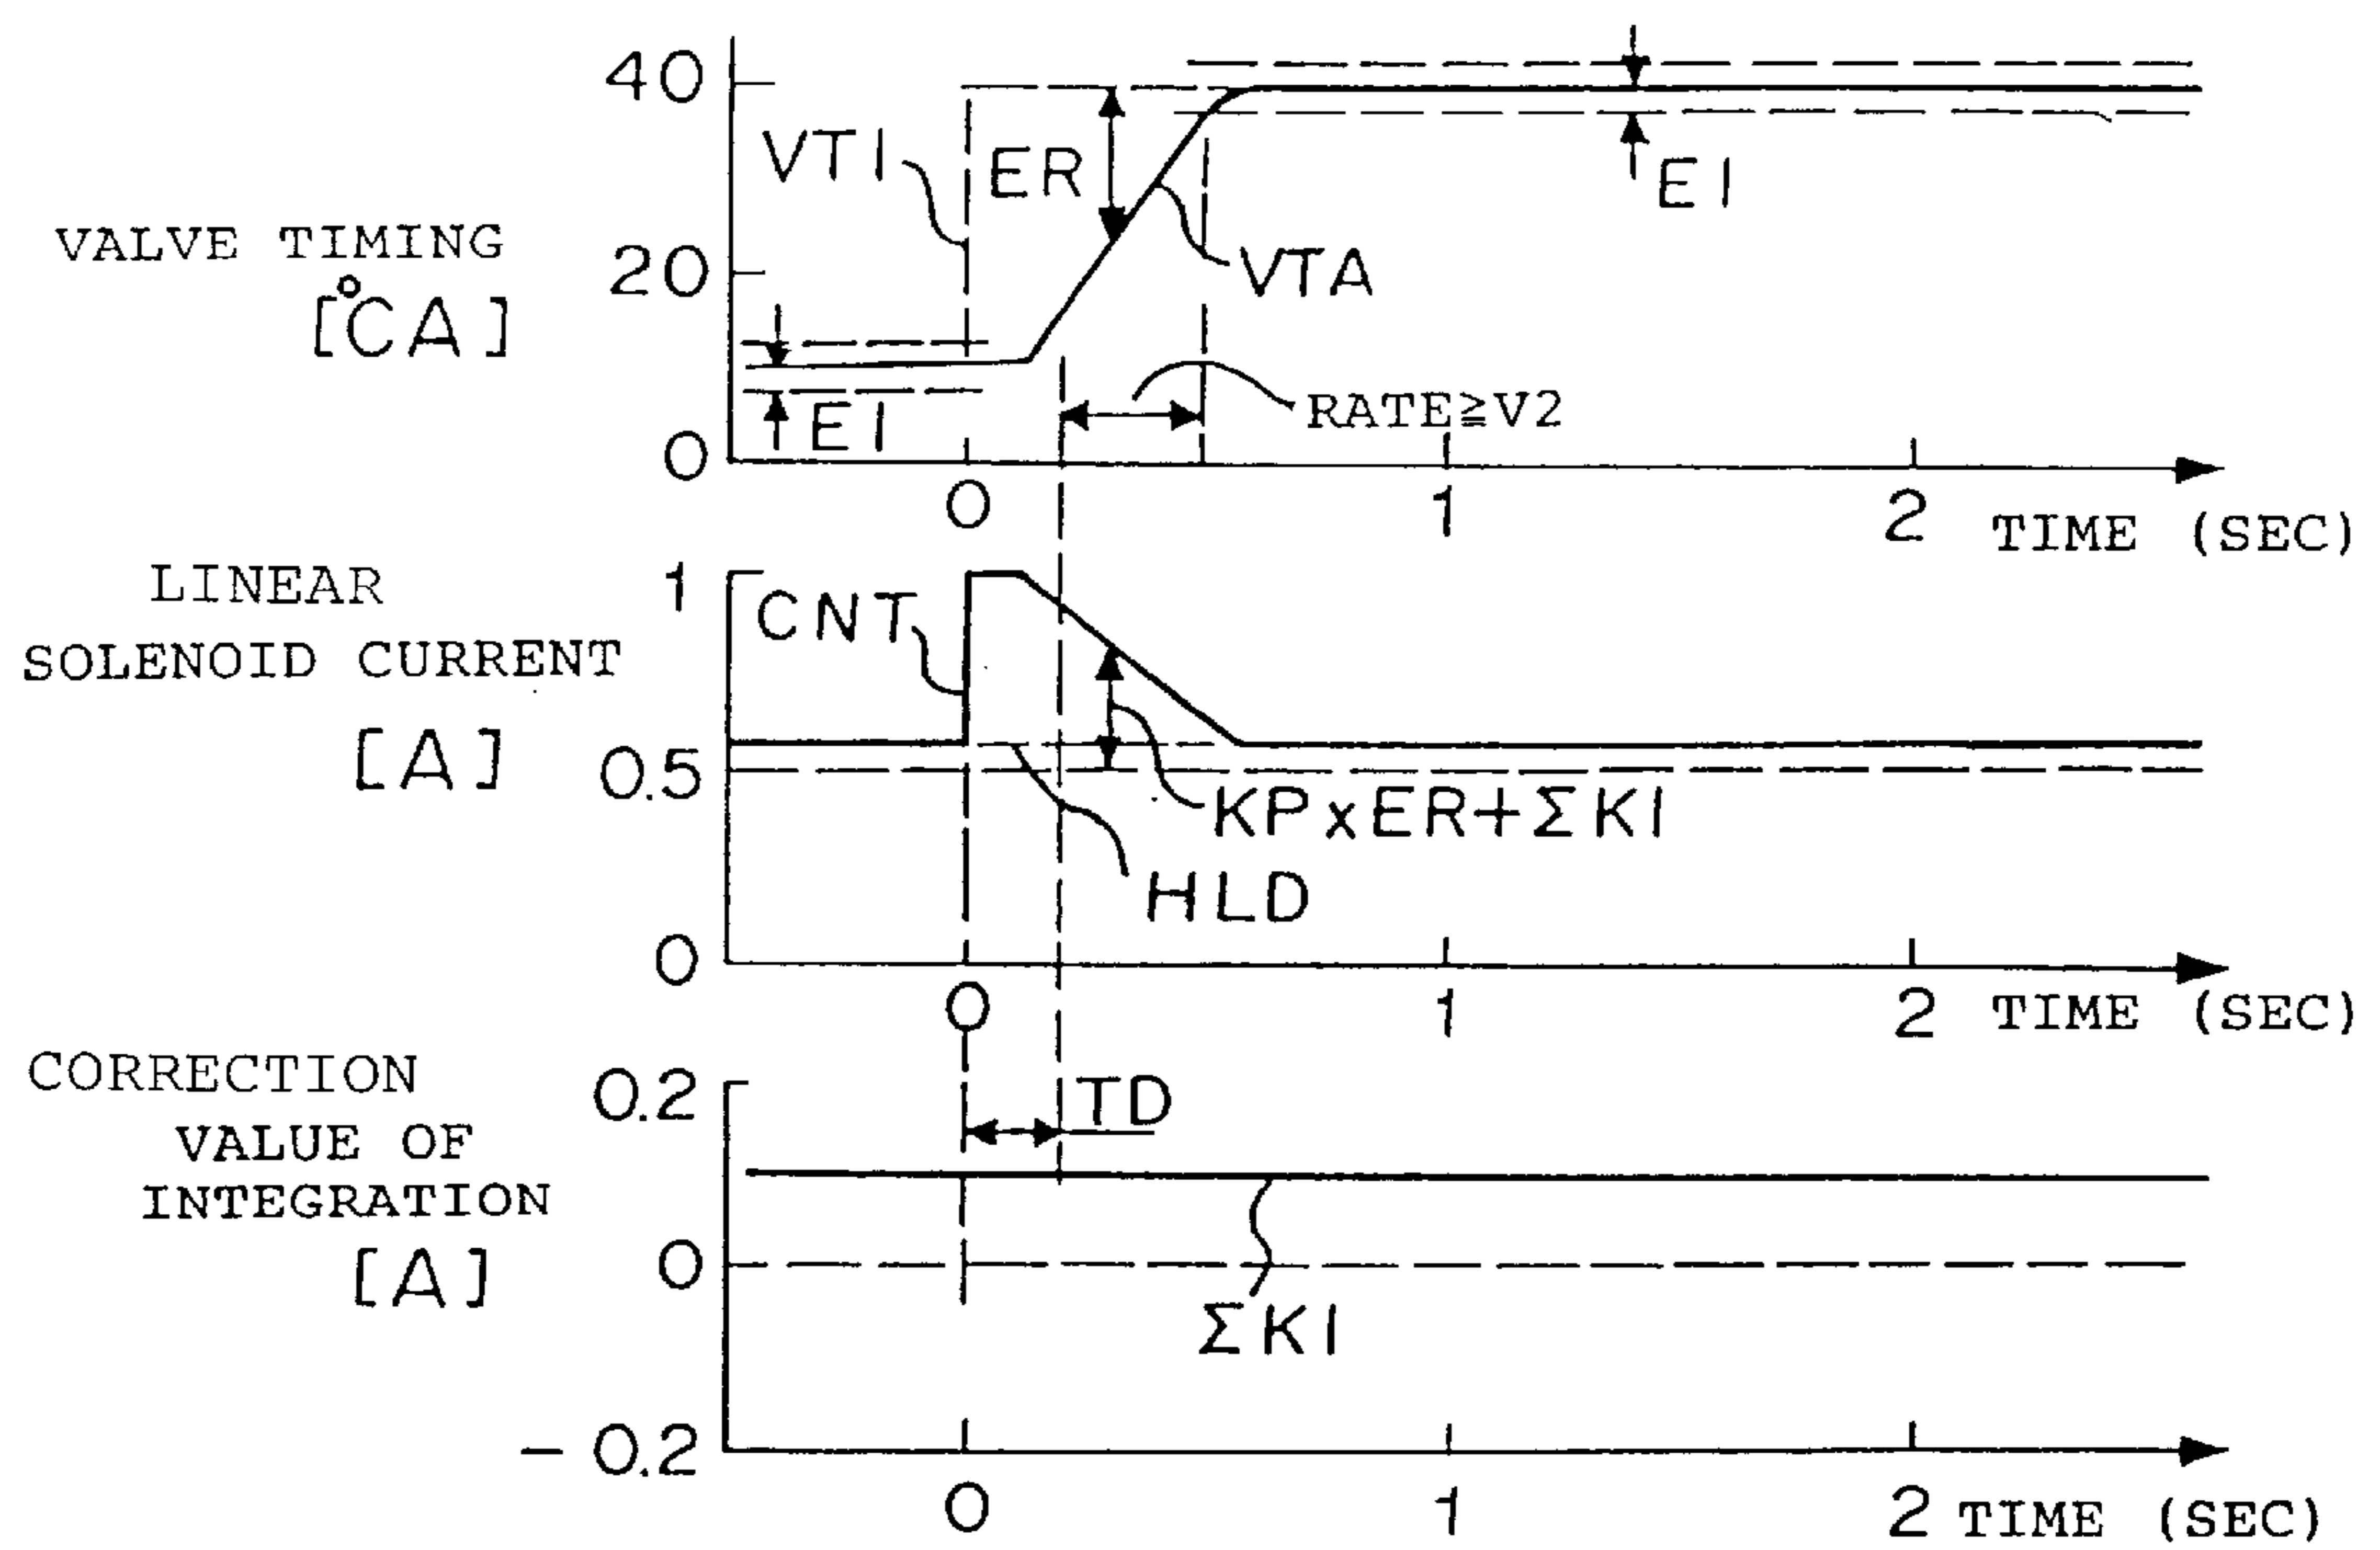 40
VT1
ER
E1
VALVE TIMING
[°CA]
20
VTA
E1
RATE≧V2
0
0
1
2
TIME (SEC)
LINEAR
SOLENOID CURRENT
[A]
1
CNT
0.5
KP×ER+ΣKI
HLD
0
0
1
2
TIME (SEC)
CORRECTION
VALUE OF
INTEGRATION
[A]
0.2
TD
0
ΣKI
- 0.2
0
1
2
TIME (SEC)